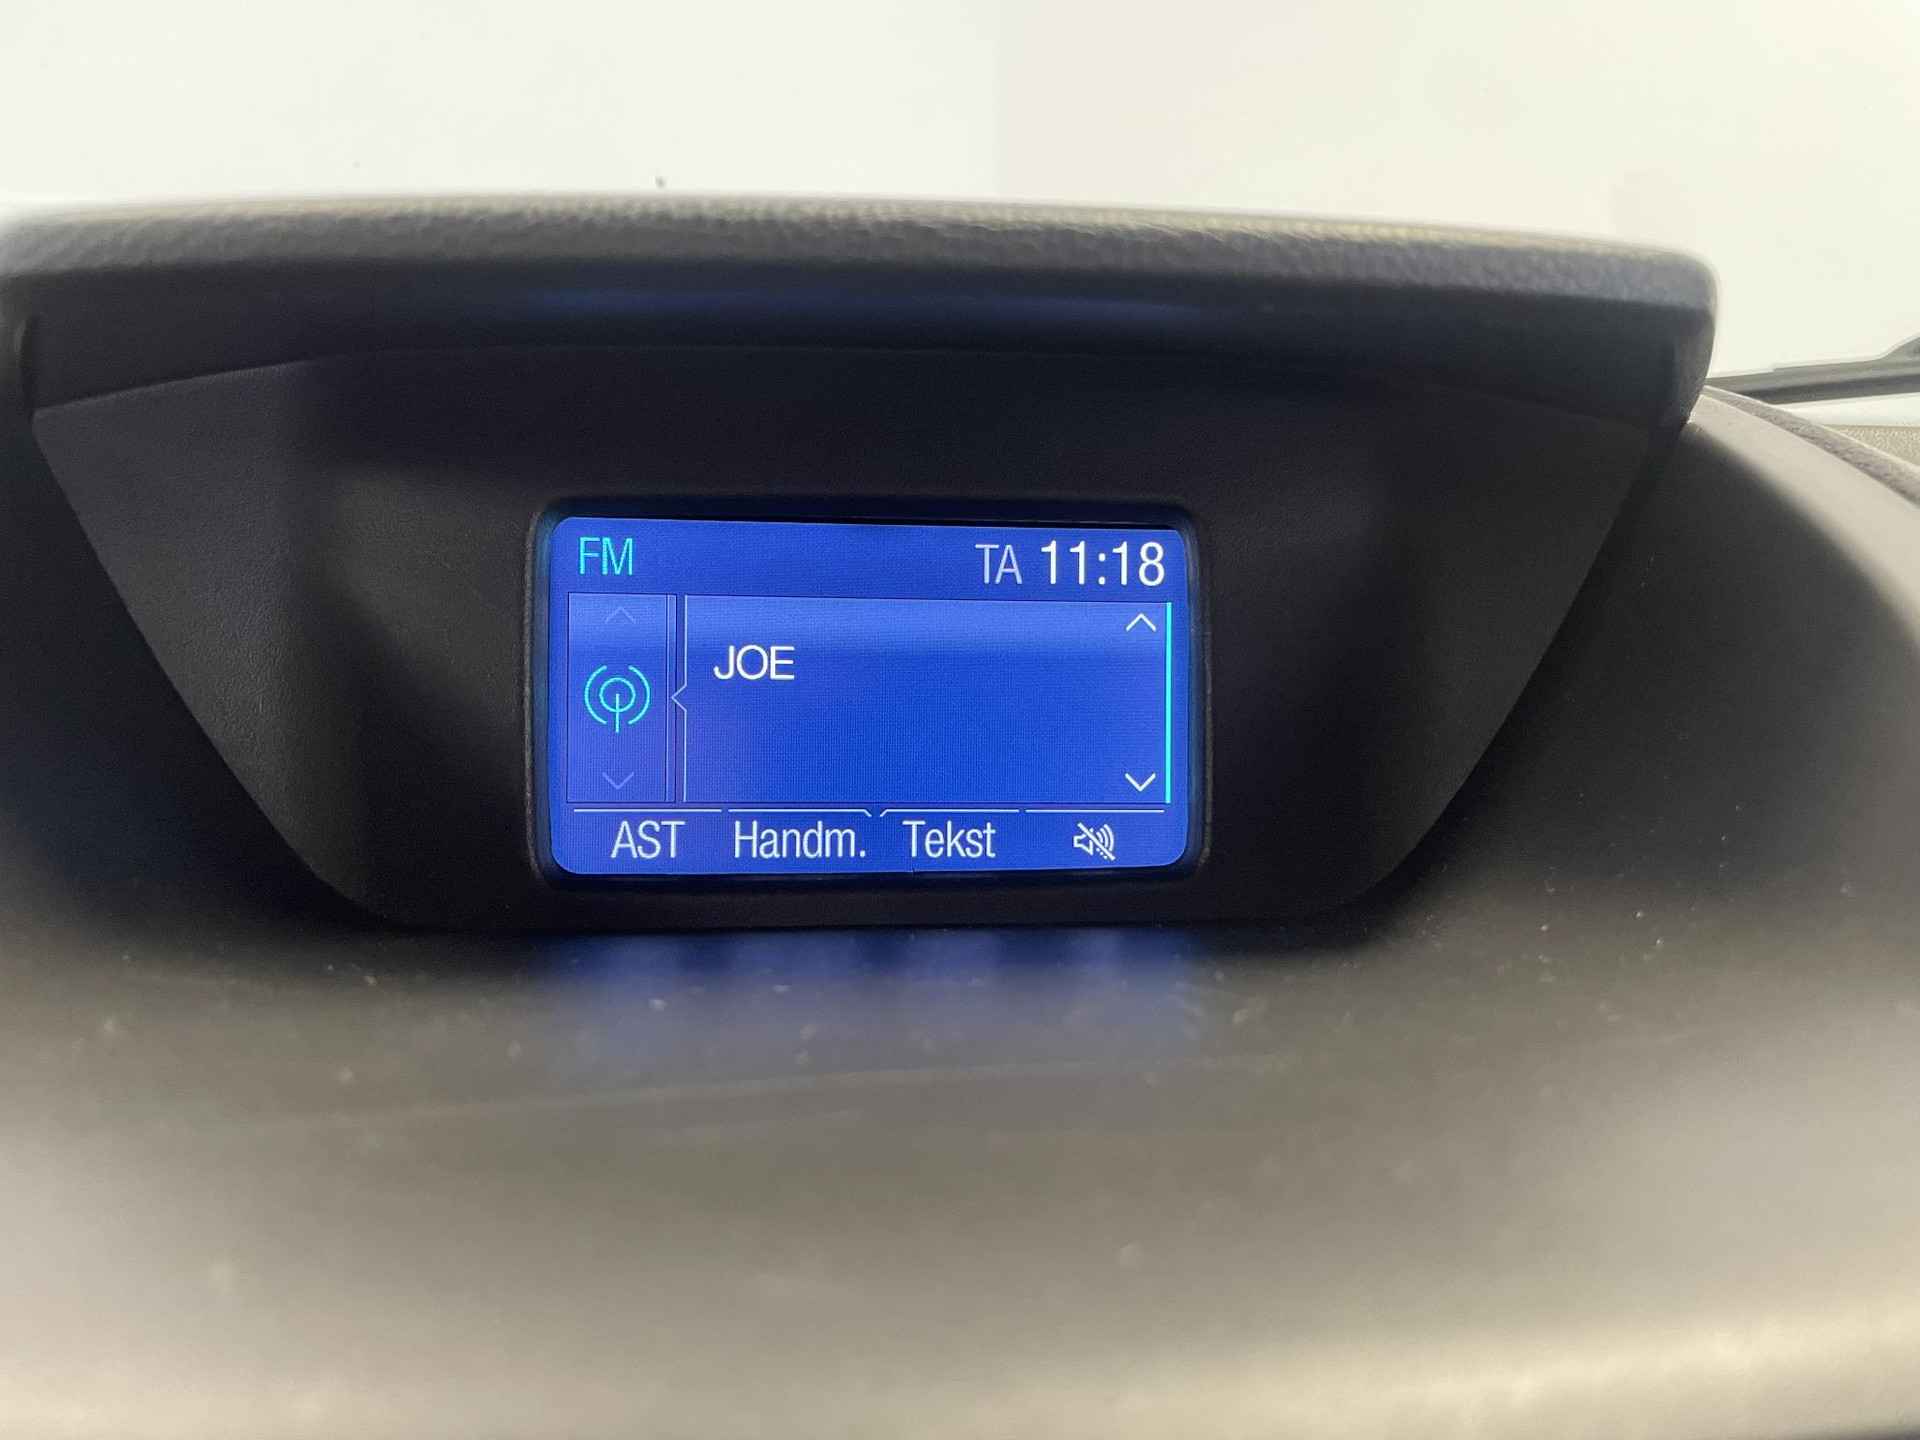 FM TA 11:18
JOE
AST Handm. Tekst